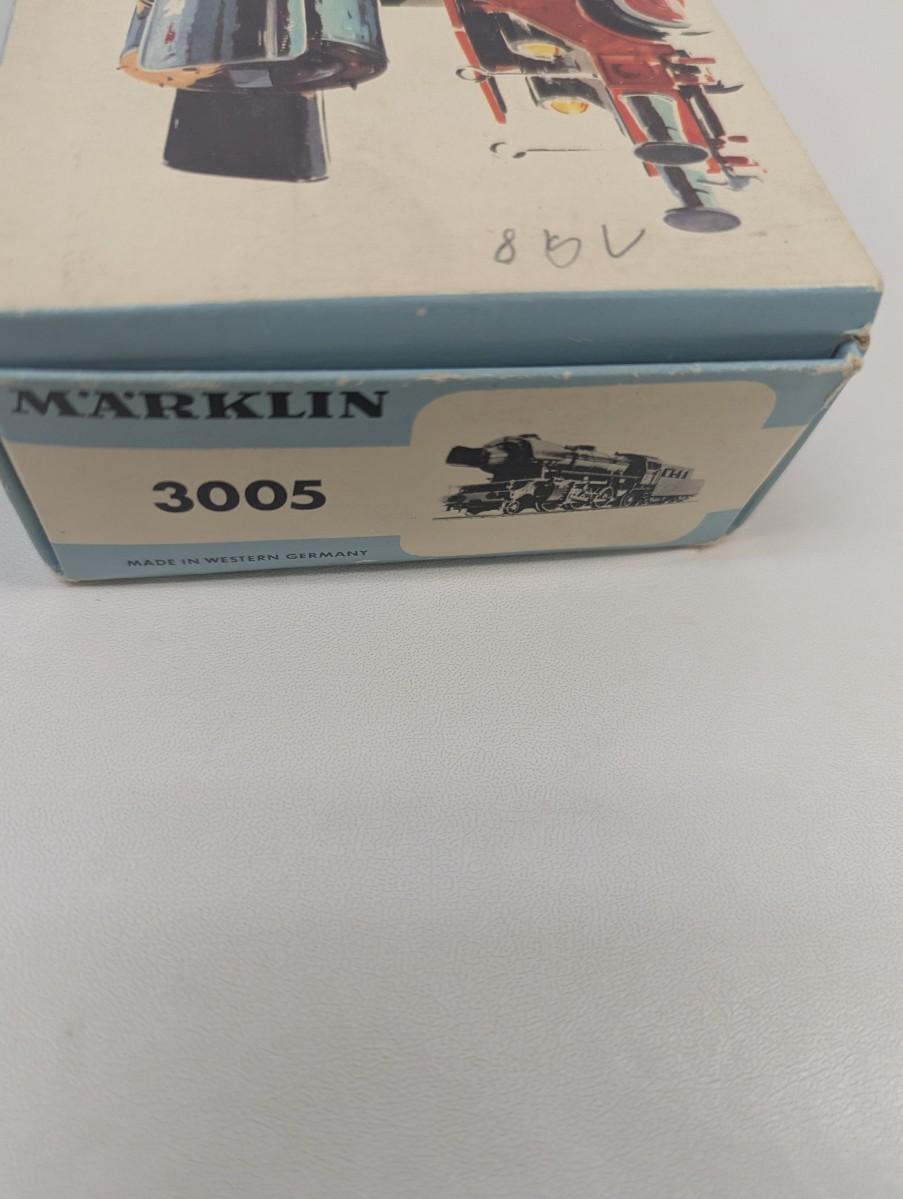 MÄRKLIN
3005
MADE IN WESTERN GERMANY